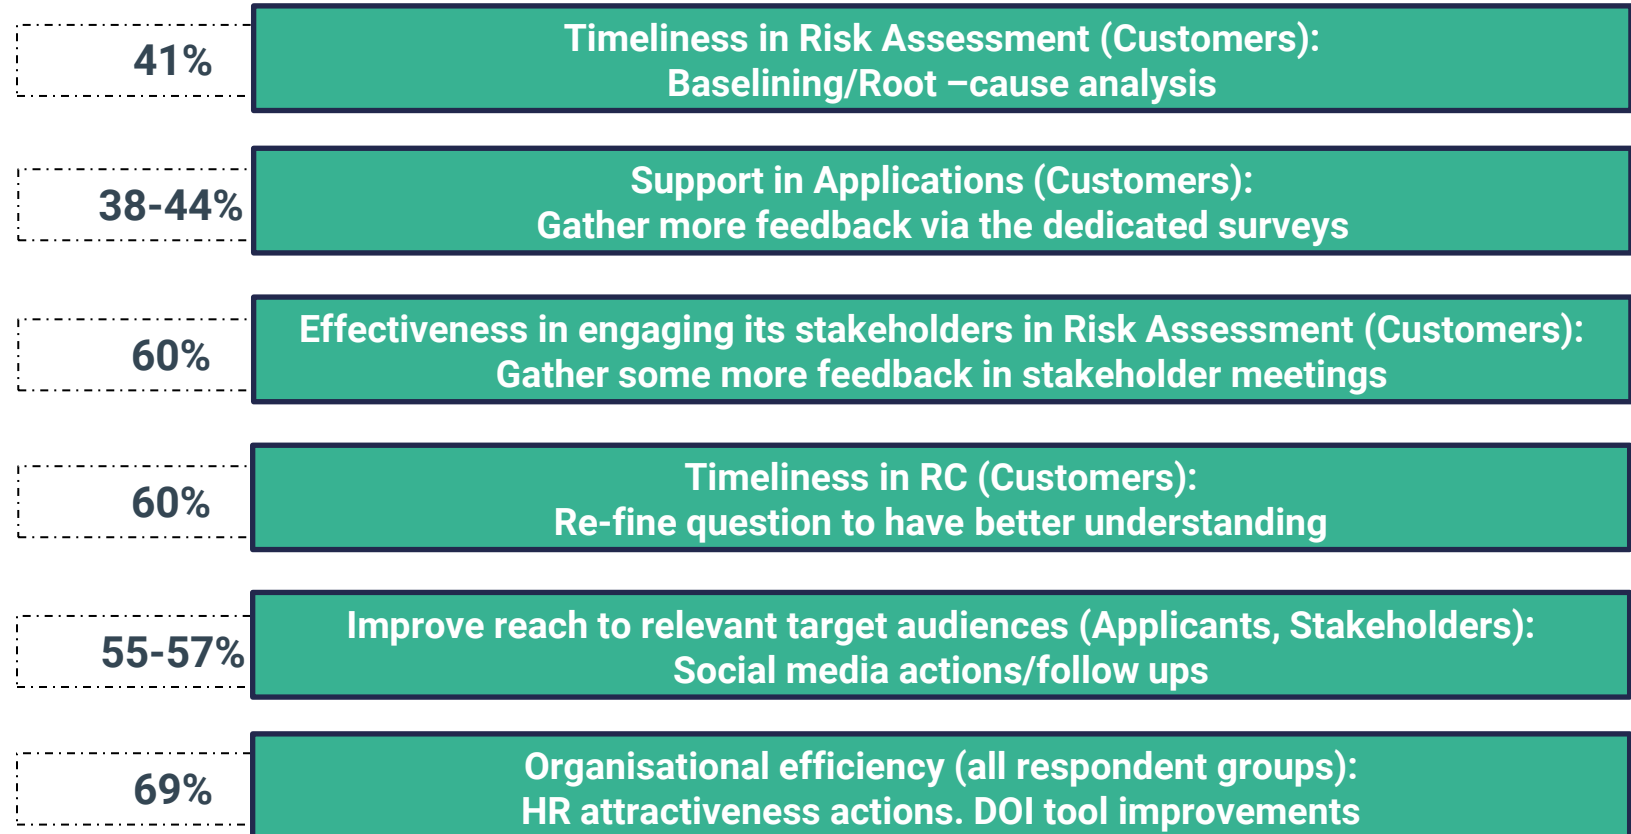 41%
Timeliness in Risk Assessment (Customers):
Baselining/Root –cause analysis
38-44%
Support in Applications (Customers):
Gather more feedback via the dedicated surveys
60%
Effectiveness in engaging its stakeholders in Risk Assessment (Customers):
Gather some more feedback in stakeholder meetings
60%
Timeliness in RC (Customers):
Re-fine question to have better understanding
55-57%
Improve reach to relevant target audiences (Applicants, Stakeholders):
Social media actions/follow ups
69%
Organisational efficiency (all respondent groups):
HR attractiveness actions. DOI tool improvements